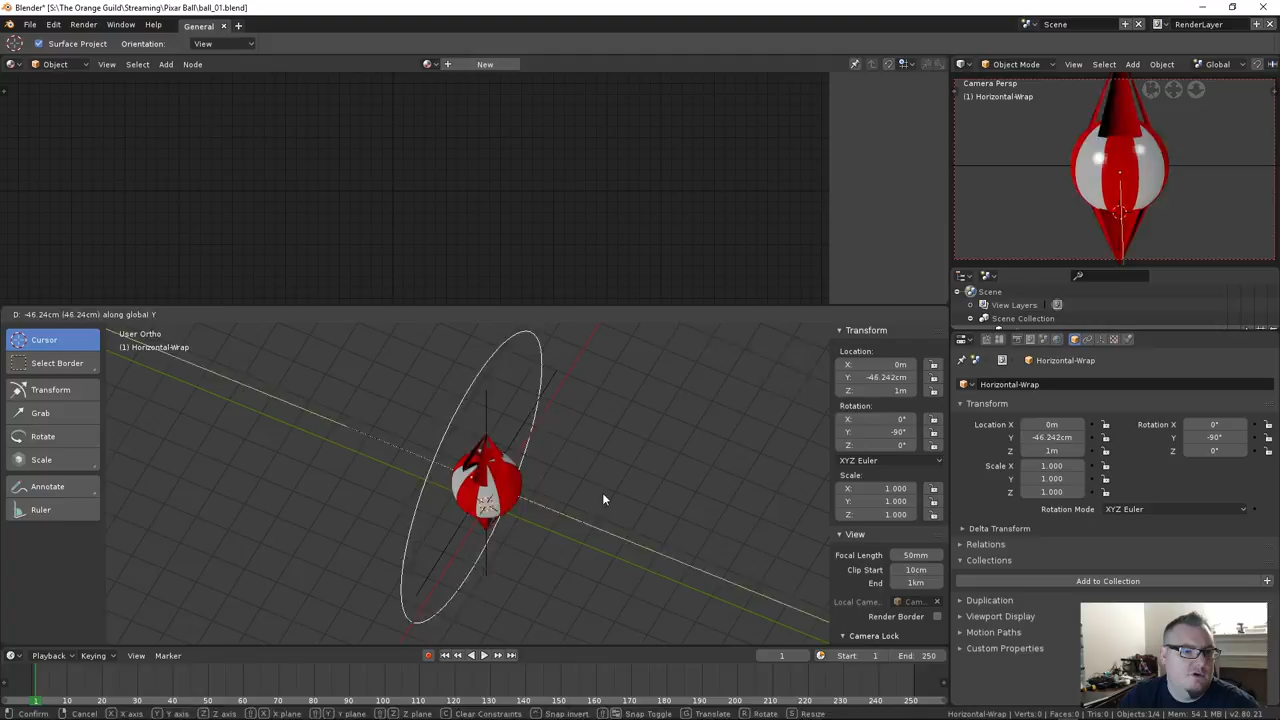 Blender* [S:\The Orange Guild\Streaming\Pixar Ball\ball_01.blend]
File Edit Render Window Help General Scene RenderLayer
Surface Project Orientation: View
Object View Select Add Node New Object Mode View Select Add Object Global
Camera Persp
(1) Horizontal-Wrap
Scene
View Layers
Scene Collection
D: -46.24cm (46.24cm) along global Y
User Ortho
(1) Horizontal-Wrap
Cursor
Select Border
Transform
Grab
Rotate
Scale
Annotate
Ruler
Transform
Location:
X: 0m
Y: -46.242cm
Z: 1m
Rotation:
X: 0°
Y: -90°
Z: 0°
XYZ Euler
Scale:
X: 1.000
Y: 1.000
Z: 1.000
View
Focal Length 50mm
Clip Start 10cm
End 1km
Local Came.. Cam..
Render Border
Camera Lock
Horizontal-Wrap
Horizontal-Wrap
Transform
Location X 0m Rotation X 0°
Y -46.242cm Y -90°
Z 1m Z 0°
Scale X 1.000
Y 1.000
Z 1.000
Rotation Mode XYZ Euler
Delta Transform
Relations
Collections
Add to Collection
Duplication
Viewport Display
Motion Paths
Custom Properties
Playback Keying View Marker 1 Start: 1 End: 250
1 10 20 30 40 50 60 70 80 90 100 110 120 130 140 150 160 170 180 190 200 210 220 230 240 250
Confirm Cancel X axis Y axis Z axis X plane Y plane Z plane Clear Constraints Snap Invert Snap Toggle Translate Rotate Resize Horizontal-Wrap | Verts:0 | Faces:0 | Tris:0 | Objects:1/4 | Mem: 54.1 MB | v2.80.21